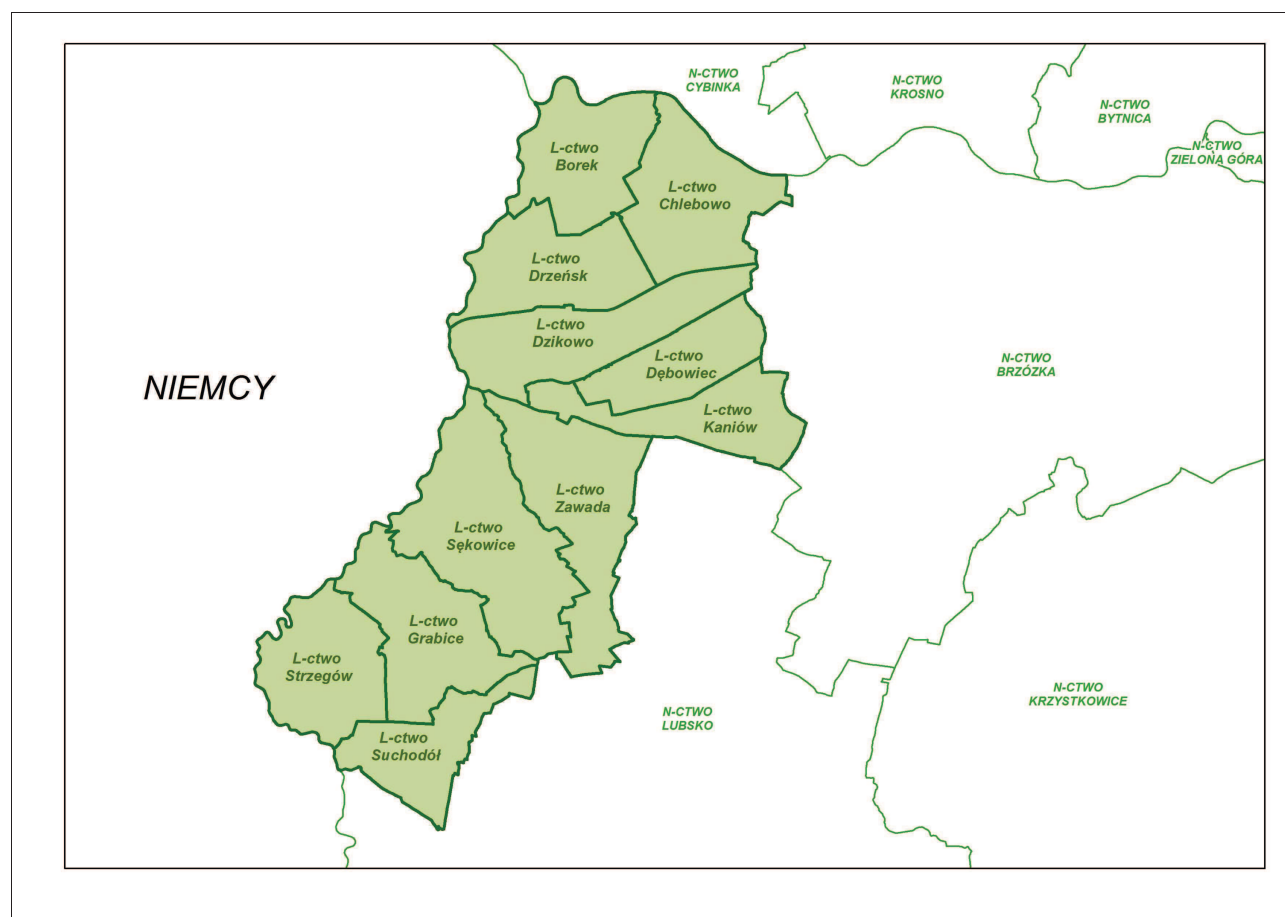 N-CTWO
CYBINKA
N-CTWO
KROSNO
N-CTWO
BYTNICA
N-CTWO
ZIELONA GÓRA
L-ctwo
Borek
L-ctwo
Chlebowo
L-ctwo
Drzeńsk
L-ctwo
Dzikowo
L-ctwo
Dębowiec
N-CTWO
BRZÓZKA
NIEMCY
L-ctwo
Kaniów
L-ctwo
Zawada
L-ctwo
Sękowice
L-ctwo
Grabice
L-ctwo
Strzegów
N-CTWO
KRZYSTKOWICE
N-CTWO
LUBSKO
L-ctwo
Suchodół